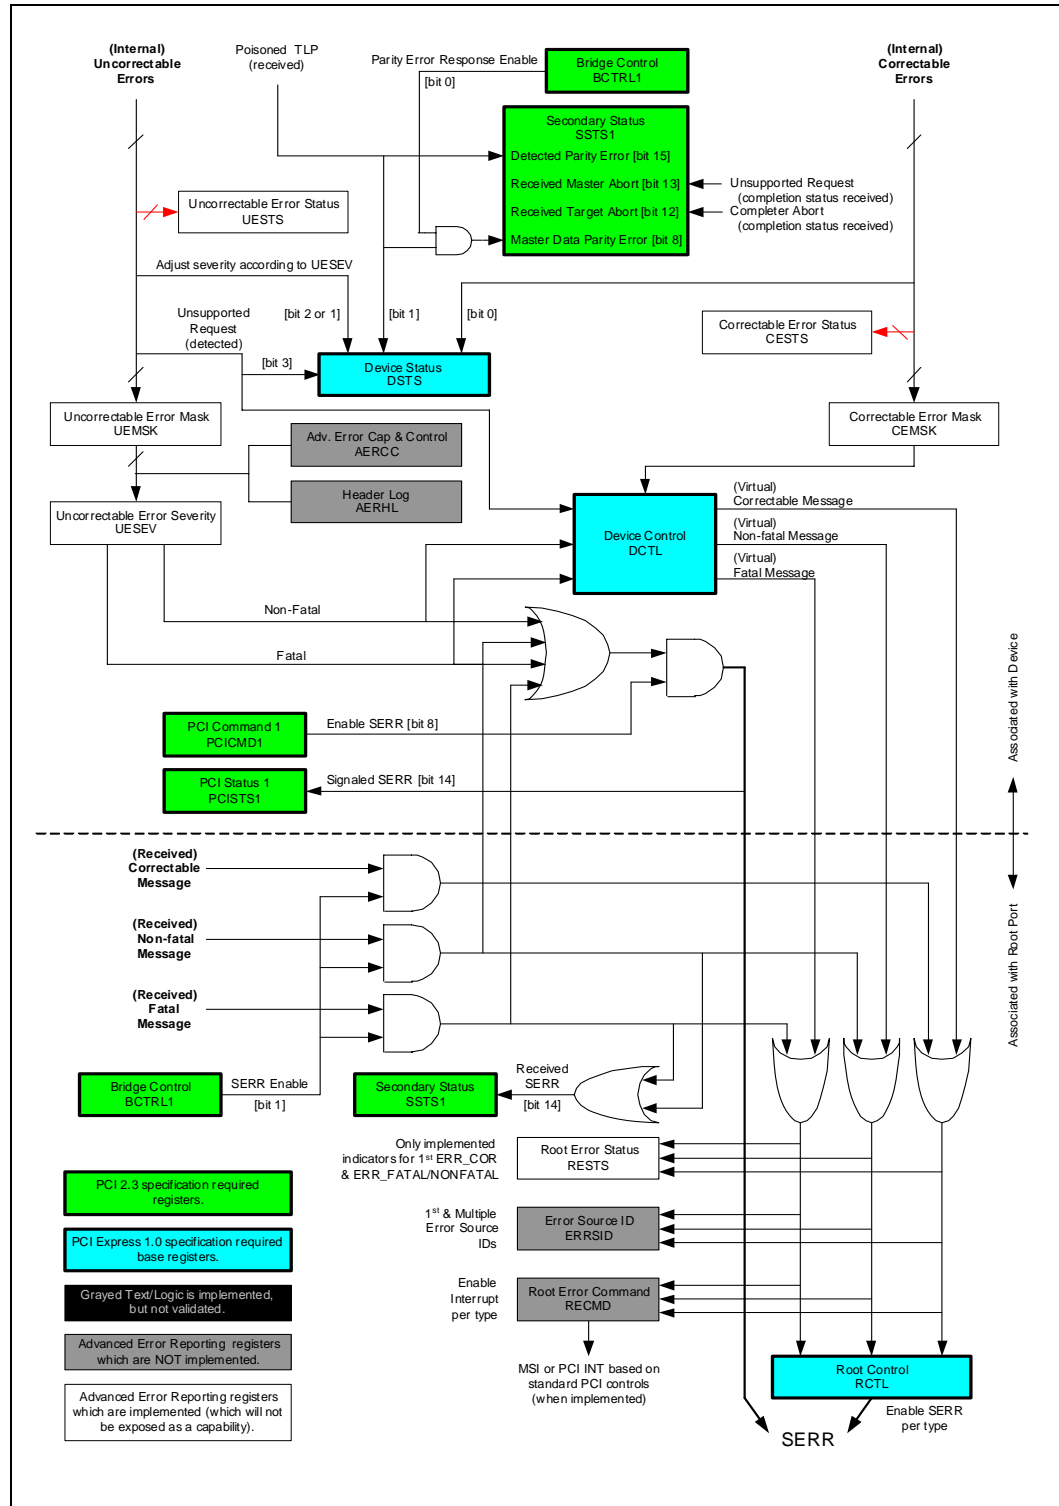 (Internal)
Uncorrectable
Errors
Poisoned TLP
(received)
Parity Error Response Enable
[bit 0]
Bridge Control
BCTRL1
(Internal)
Correctable
Errors
Secondary Status
SSTS1
Detected Parity Error [bit 15]
Received Master Abort [bit 13]
Received Target Abort [bit 12]
Master Data Parity Error [bit 8]
Unsupported Request
(completion status received)
Completer Abort
(completion status received)
Uncorrectable Error Status
UESTS
Adjust severity according to UESEV
Unsupported
Request
(detected)
[bit 2 or 1]
[bit 1]
[bit 0]
[bit 3]
Device Status
DSTS
Correctable Error Status
CESTS
Uncorrectable Error Mask
UEMSK
Correctable Error Mask
CEMSK
Adv. Error Cap & Control
AERCC
Header Log
AERHL
Uncorrectable Error Severity
UESEV
Device Control
DCTL
(Virtual)
Correctable Message
(Virtual)
Non-fatal Message
(Virtual)
Fatal Message
Non-Fatal
Fatal
PCI Command 1
PCICMD1
Enable SERR [bit 8]
PCI Status 1
PCISTS1
Signaled SERR [bit 14]
Associated with Device
Associated with Root Port
(Received)
Correctable
Message
(Received)
Non-fatal
Message
(Received)
Fatal
Message
Bridge Control
BCTRL1
SERR Enable
[bit 1]
Secondary Status
SSTS1
Received
SERR
[bit 14]
Only implemented
indicators for 1st ERR_COR
& ERR_FATAL/NONFATAL
Root Error Status
RESTS
1st & Multiple
Error Source
IDs
Error Source ID
ERRSID
Enable
Interrupt
per type
Root Error Command
RECMD
MSI or PCI INT based on
standard PCI controls
(when implemented)
Root Control
RCTL
Enable SERR
per type
SERR
PCI 2.3 specification required
registers.
PCI Express 1.0 specification required
base registers.
Grayed Text/Logic is implemented,
but not validated.
Advanced Error Reporting registers
which are NOT implemented.
Advanced Error Reporting registers
which are implemented (which will not
be exposed as a capability).